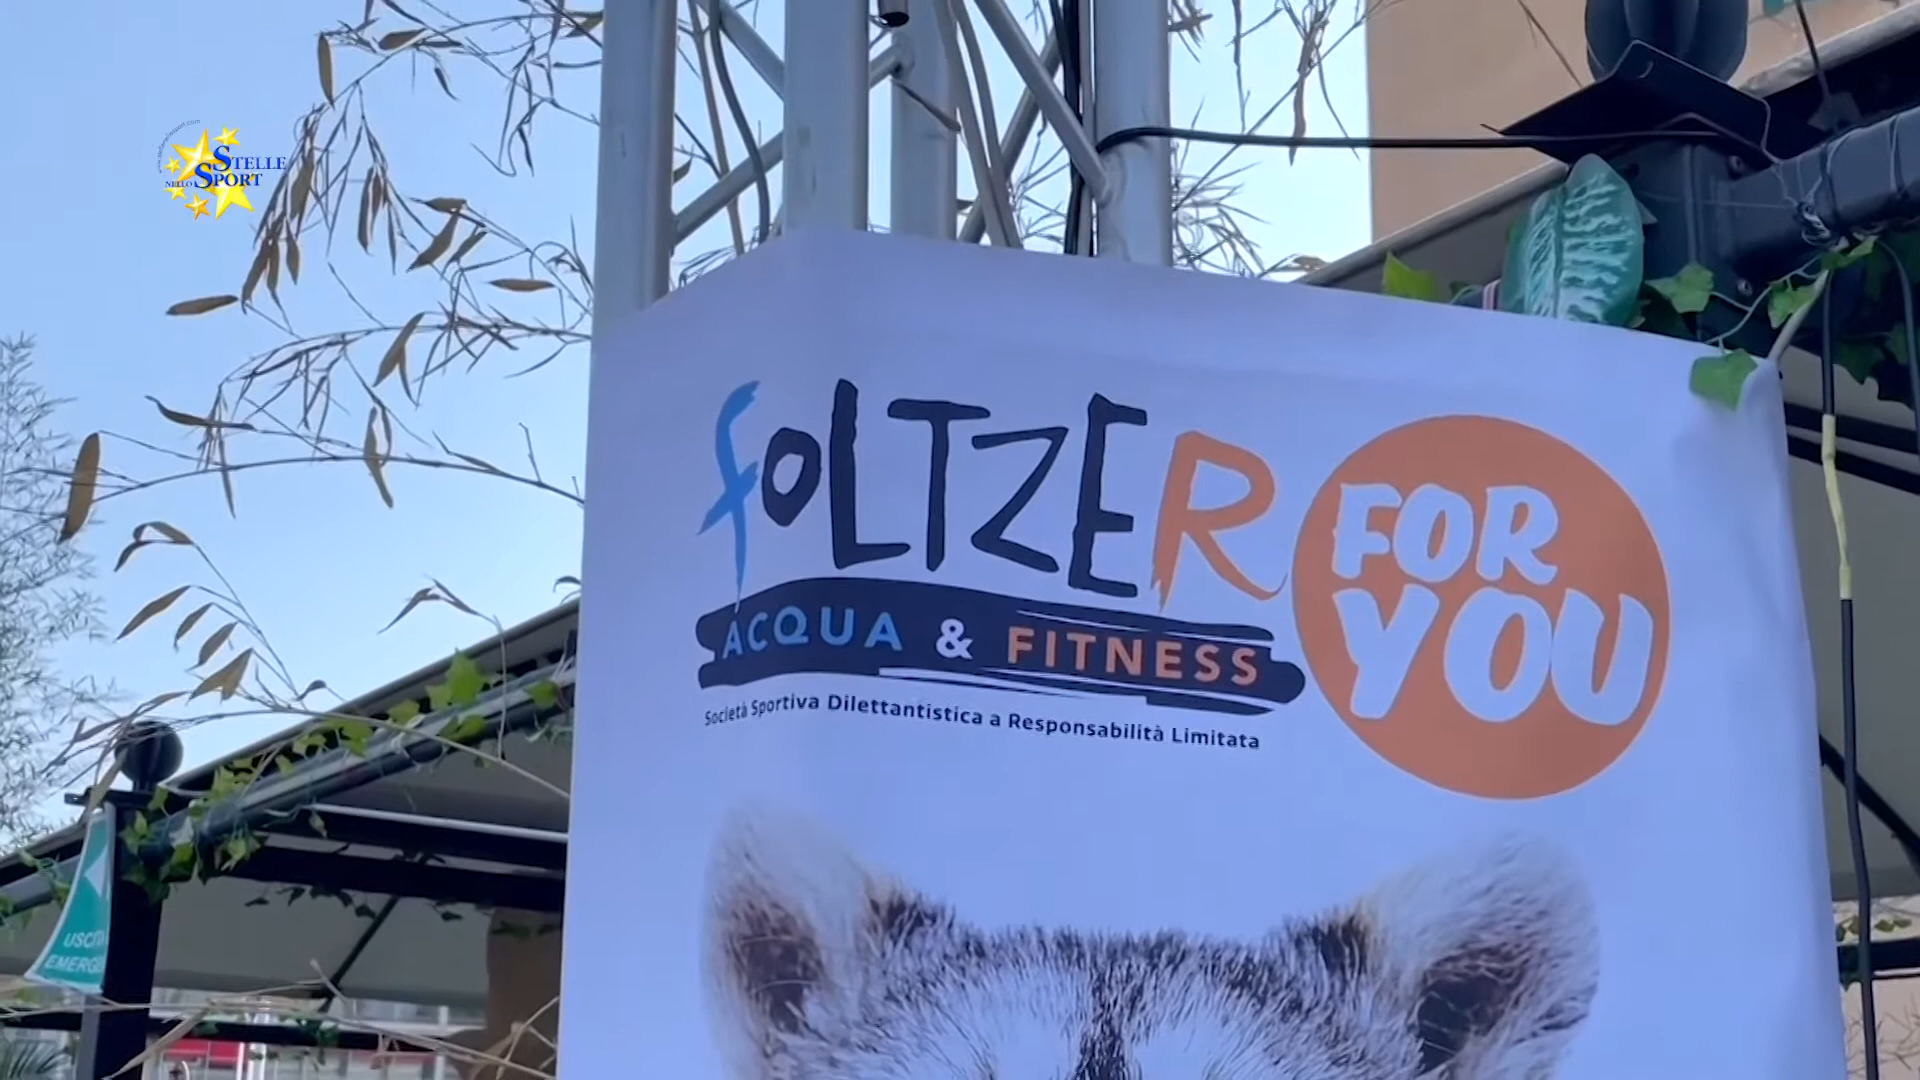 STELLE
NELLO SPORT
FOLTZER
FOR
YOU
ACQUA & FITNESS
Società Sportiva Dilettantistica a Responsabilità Limitata